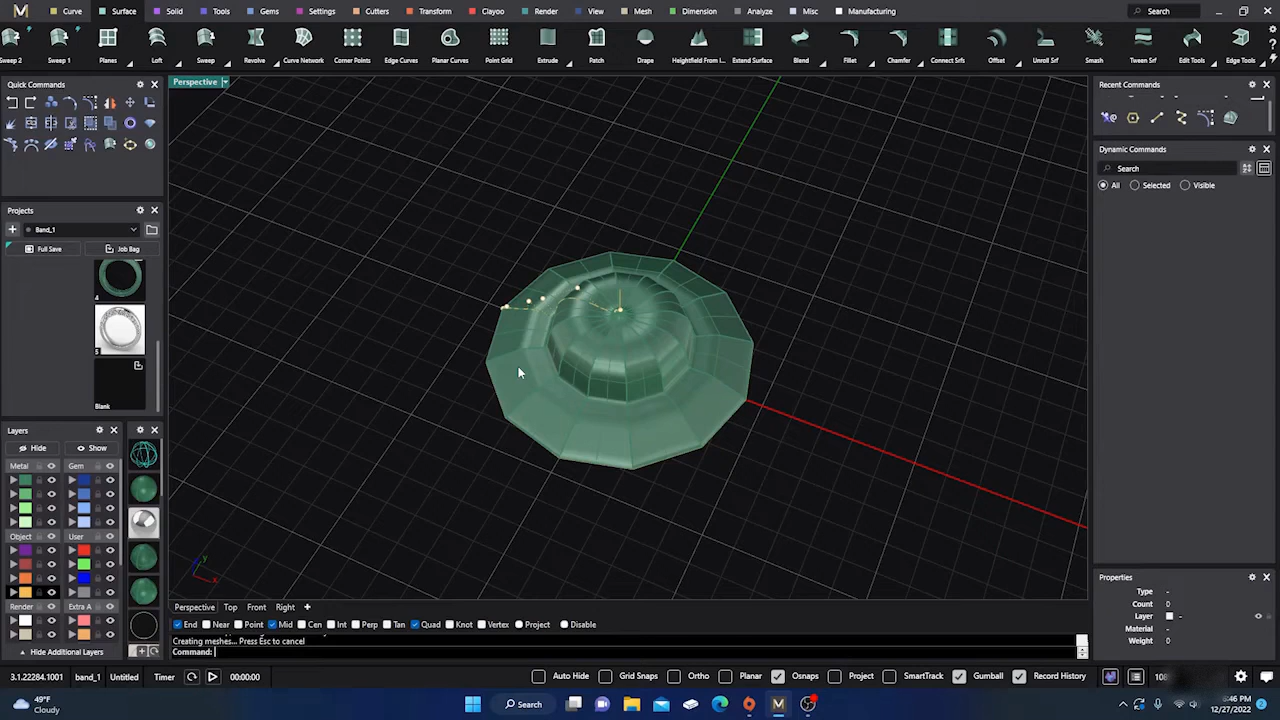 Curve Surface Solid Tools Gems Settings Cutters Transform Clayoo Render View Mesh Dimension Analyze Misc Manufacturing Search
Sweep 2 Sweep 1 Planes Loft Sweep Revolve Curve Network Corner Points Edge Curves Planar Curves Point Grid Extrude Patch Drape Heightfield From I... Extend Surface Blend Fillet Chamfer Connect Srfs Offset Unroll Srf Smash Tween Srf Edit Tools Edge Tools
Quick Commands
Perspective
Recent Commands
Dynamic Commands
Search
All Selected Visible
Projects
Band_1
Full Save Job Bag
4
5
Blank
Layers
Hide Show
Metal Gem
Object User
Render Extra A
Hide Additional Layers
y
x
Perspective Top Front Right
End Near Point Mid Cen Int Perp Tan Quad Knot Vertex Project Disable
Creating meshes... Press Esc to cancel
Command:
Properties
Type -
Count 0
Layer -
Material -
Weight 0
3.1.22284.1001 band_1 Untitled Timer 00:00:00 Auto Hide Grid Snaps Ortho Planar Osnaps Project SmartTrack Gumball Record History
49°F
Cloudy
Search
:46 PM
12/27/2022